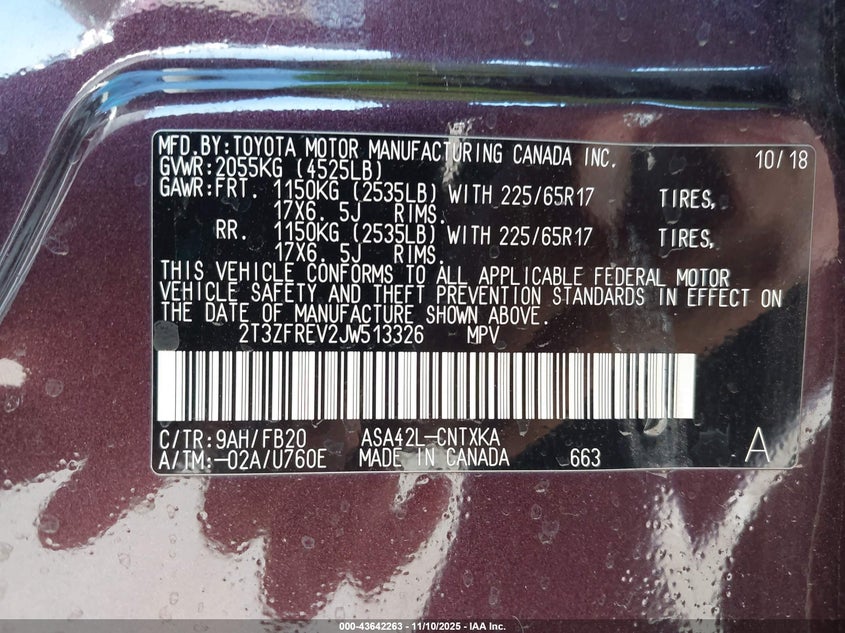 MFD.BY:TOYOTA MOTOR MANUFACTURING CANADA INC. 10/18
GVWR:2055KG (4525LB)
GAWR:FRT. 1150KG (2535LB) WITH 225/65R17 TIRES,
17X6. 5J RIMS.
RR. 1150KG (2535LB) WITH 225/65R17 TIRES,
17X6. 5J RIMS.
THIS VEHICLE CONFORMS TO ALL APPLICABLE FEDERAL MOTOR
VEHICLE SAFETY AND THEFT PREVENTION STANDARDS IN EFFECT ON
THE DATE OF MANUFACTURE SHOWN ABOVE.
2T3ZFREV2JW513326 MPV
C/TR:9AH/FB20 ASA42L-CNTXKA A
A/TM:-02A/U760E MADE IN CANADA 663
000-43642263 - 11/10/2025 - IAA Inc.